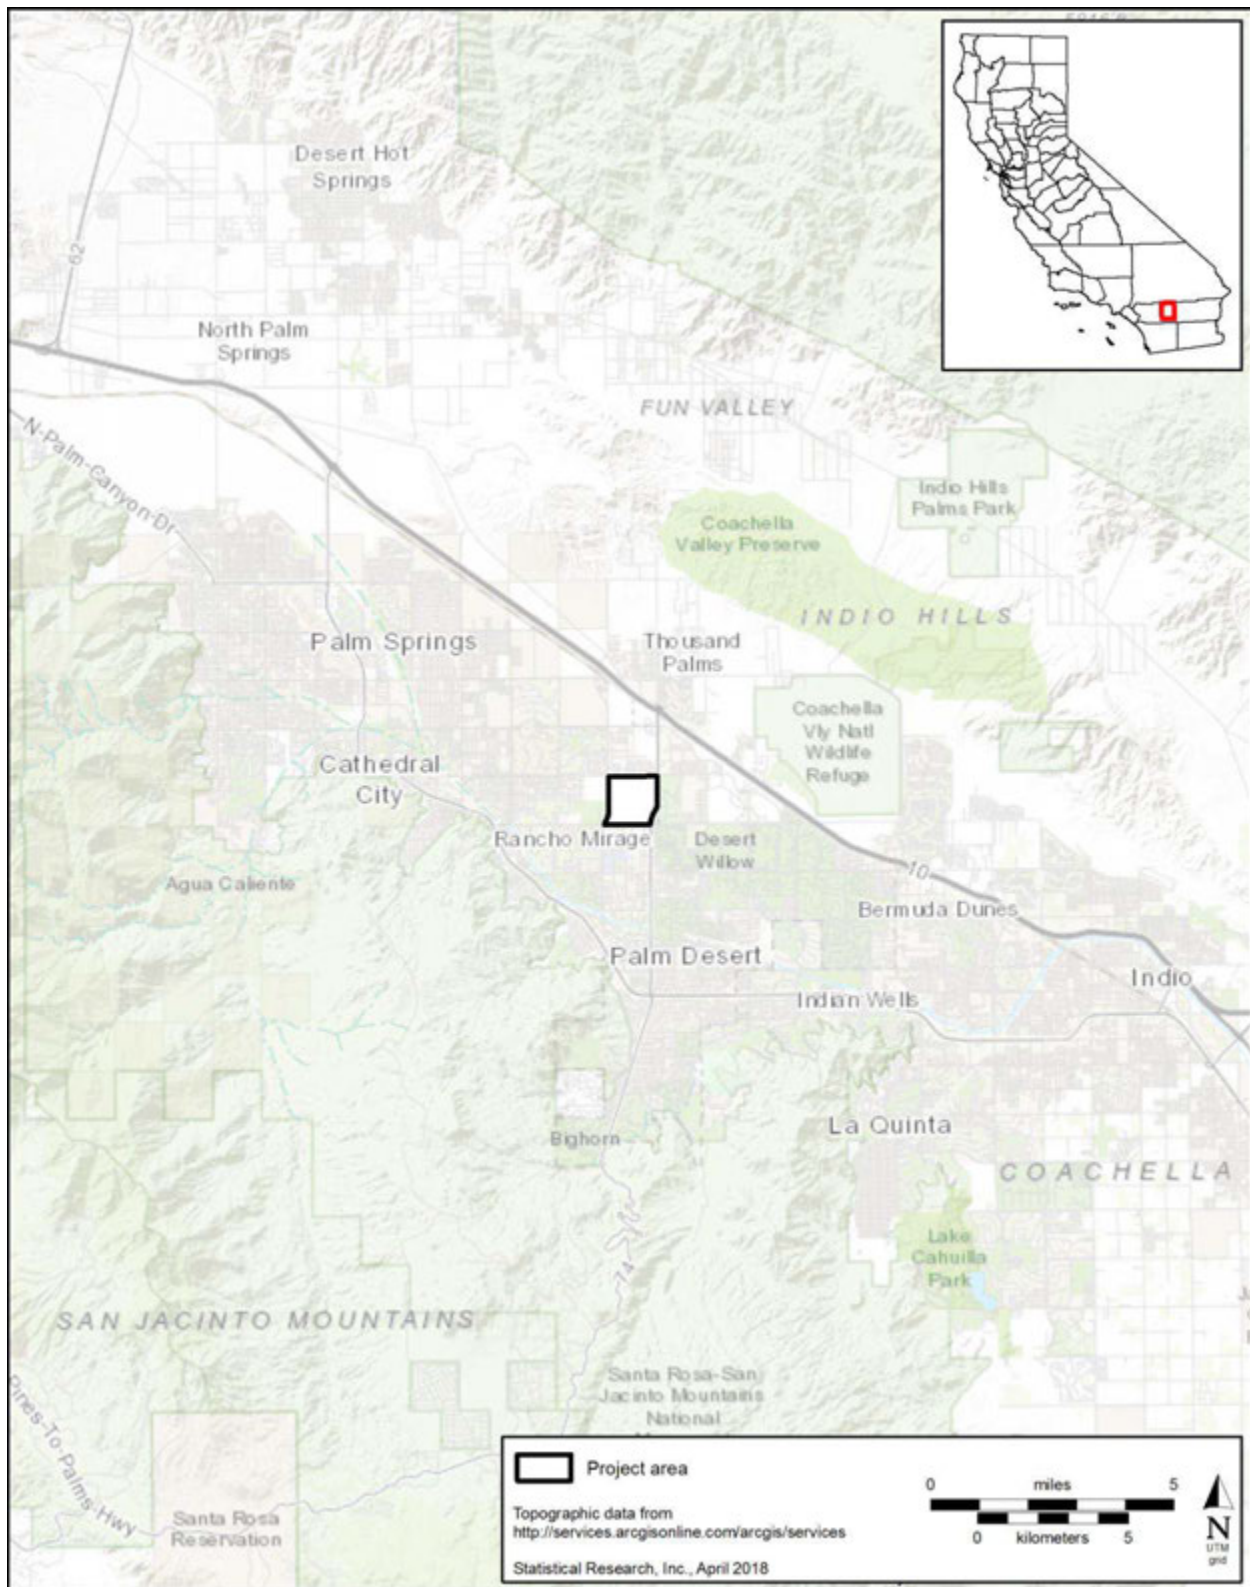 Desert Hot
Springs
62
North Palm
Springs
FUN VALLEY
N-Palm-Canyon-Dr
Indio Hills
Palms Park
Coachella
Valley Preserve
INDIO HILLS
Palm Springs
Thousand
Palms
Coachella
Vly Natl
Wildlife
Refuge
Cathedral
City
Rancho Mirage
Desert
Willow
10
Agua Caliente
Bermuda Dunes
Palm Desert
Indio
Indian Wells
La Quinta
Bighorn
COACHELLA
Lake
Cahuilla
Park
74
SAN JACINTO MOUNTAINS
Santa Rosa-San
Jacinto Mountains
National
Pines-To-Palms-Hwy
Santa Rosa
Reservation
Project area
Topographic data from
http://services.arcgisonline.com/arcgis/services
Statistical Research, Inc., April 2018
0 miles 5
0 kilometers 5
N
UTM
grid